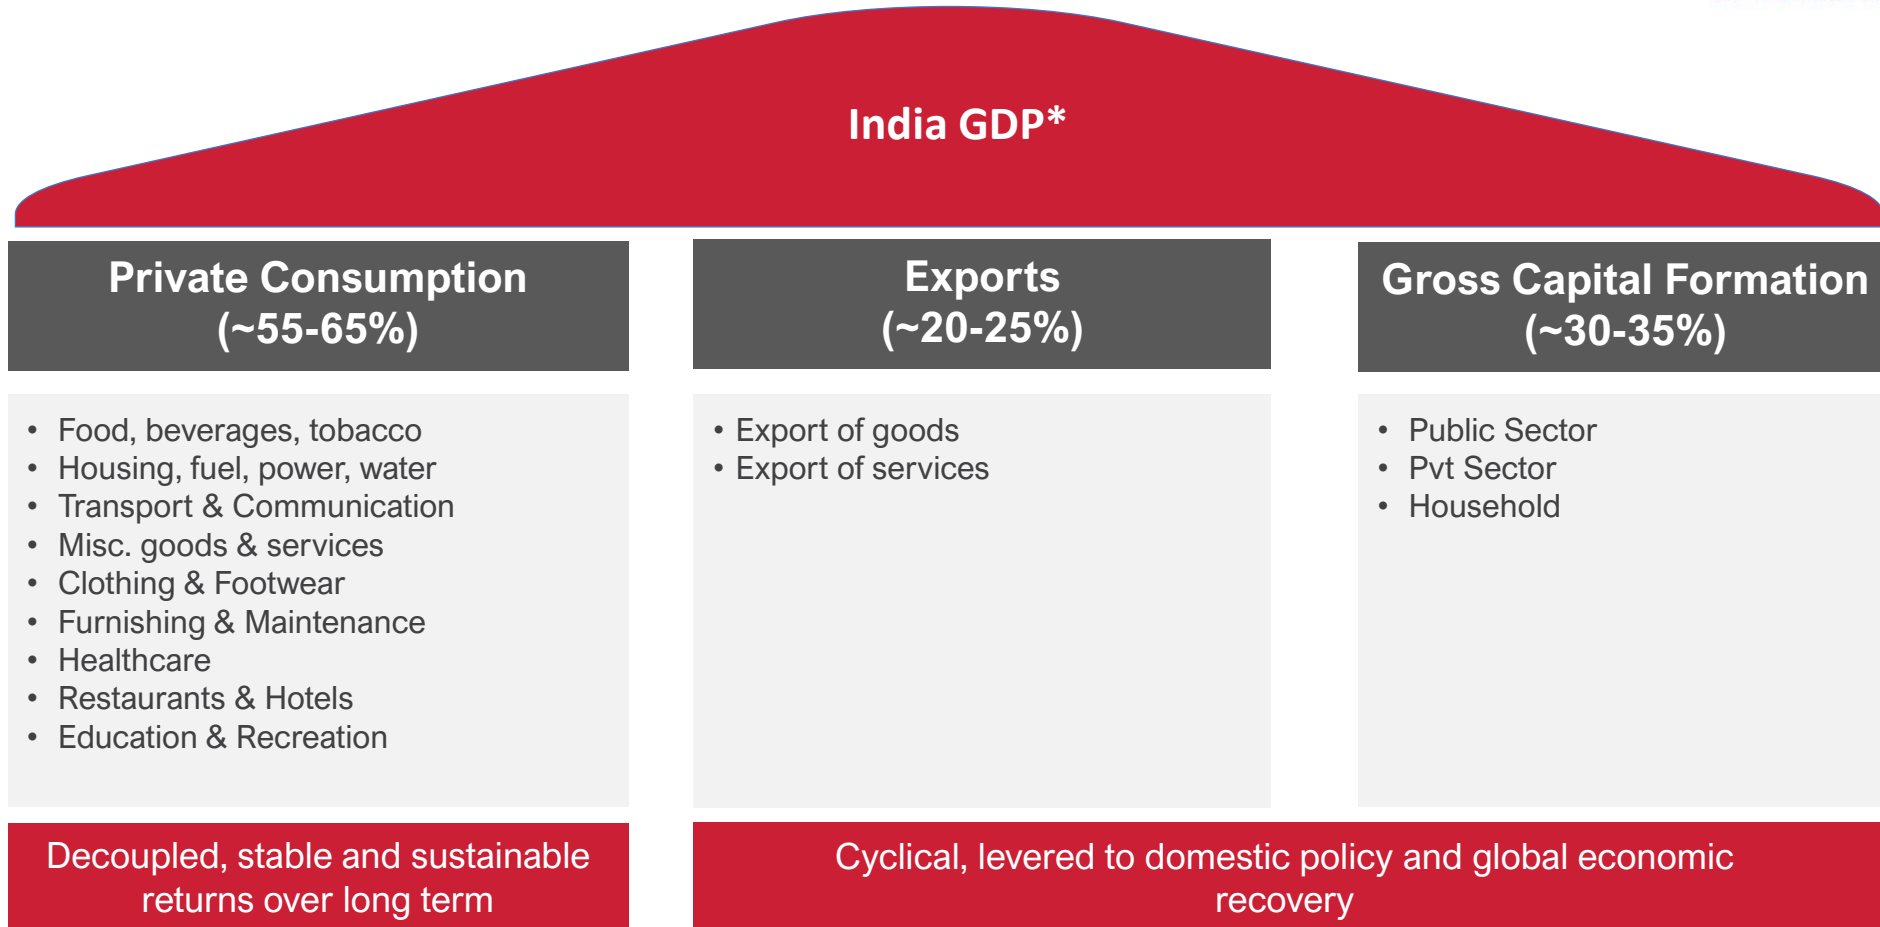 India GDP*
Private Consumption
(~55-65%)
• Food, beverages, tobacco
• Housing, fuel, power, water
• Transport & Communication
• Misc. goods & services
• Clothing & Footwear
• Furnishing & Maintenance
• Healthcare
• Restaurants & Hotels
• Education & Recreation
Decoupled, stable and sustainable
returns over long term
Exports
(~20-25%)
• Export of goods
• Export of services
Gross Capital Formation
(~30-35%)
• Public Sector
• Pvt Sector
• Household
Cyclical, levered to domestic policy and global economic
recovery